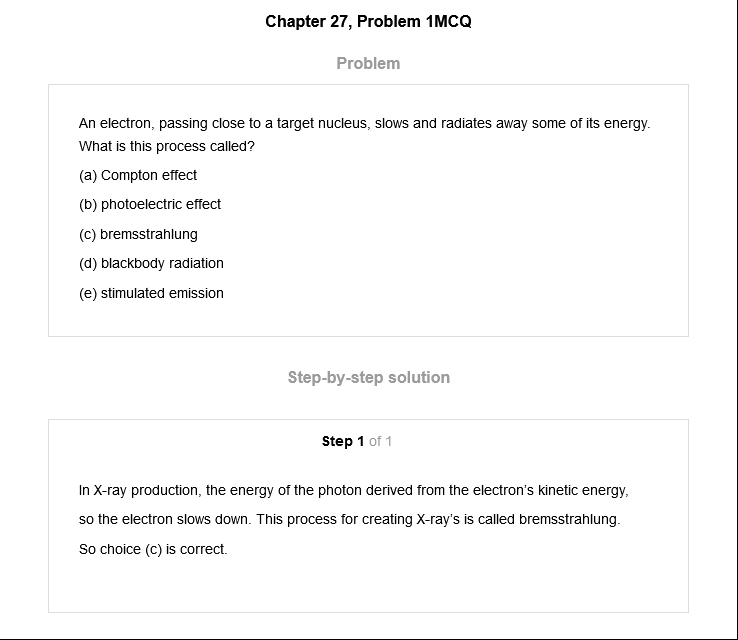 Chapter 27, Problem 1MCQ
Problem
An electron, passing close to a target nucleus, slows and radiates away some of its energy.
What is this process called?
(a) Compton effect
(b) photoelectric effect
(c) bremsstrahlung
(d) blackbody radiation
(e) stimulated emission
Step-by-step solution
Step 1 of 1
In X-ray production, the energy of the photon derived from the electron's kinetic energy,
so the electron slows down. This process for creating X-ray's is called bremsstrahlung.
So choice (c) is correct.